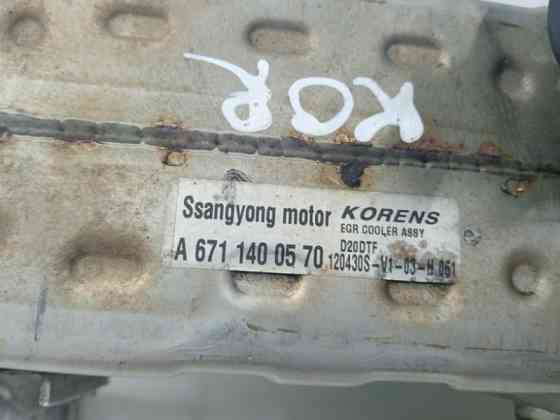 KOR
Ssangyong motor KORENS
EGR COOLER ASSY
D20DTF
A 671 140 05 70 120430S-V1-03-H 061